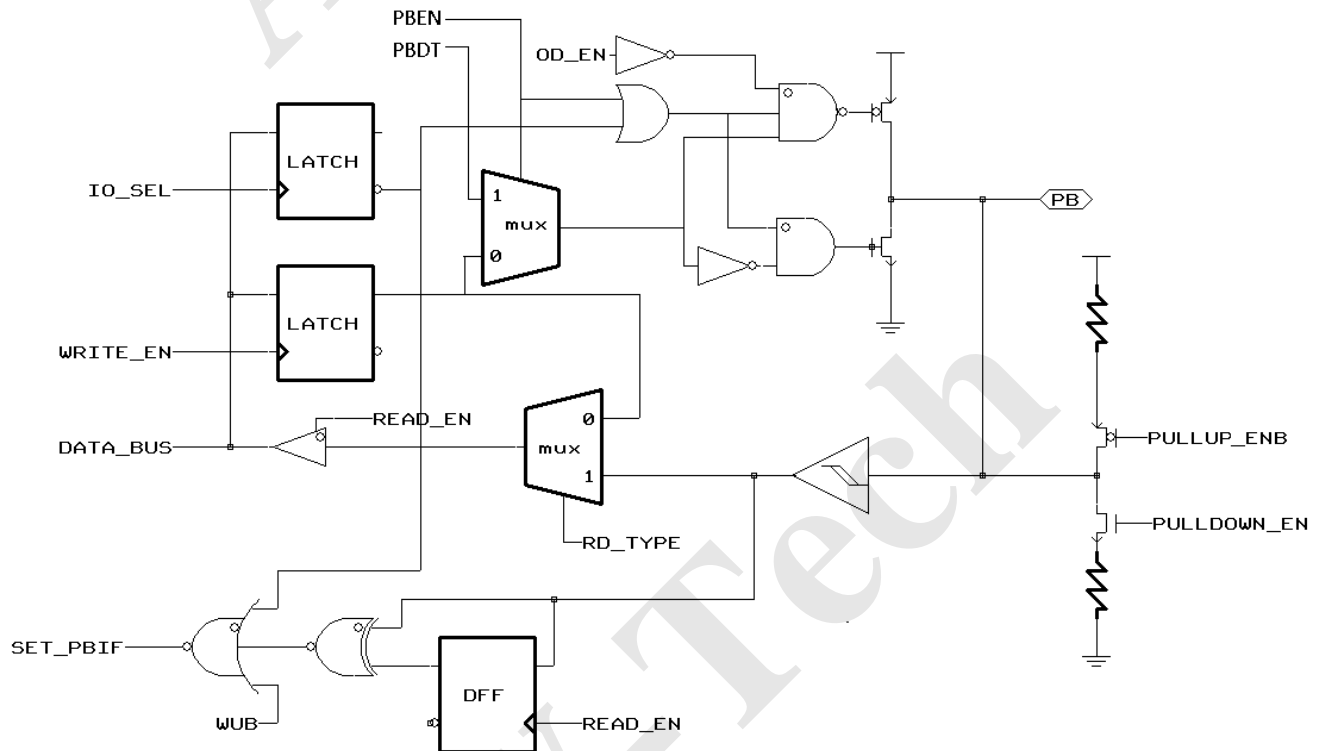 PBEN
PBDT
OD_EN
LATCH
IO_SEL
1
mux
0
PB
LATCH
WRITE_EN
READ_EN
DATA_BUS
0
mux
1
PULLUP_ENB
PULLDOWN_EN
RD_TYPE
SET_PBIF
DFF
WUB
READ_EN
Tech